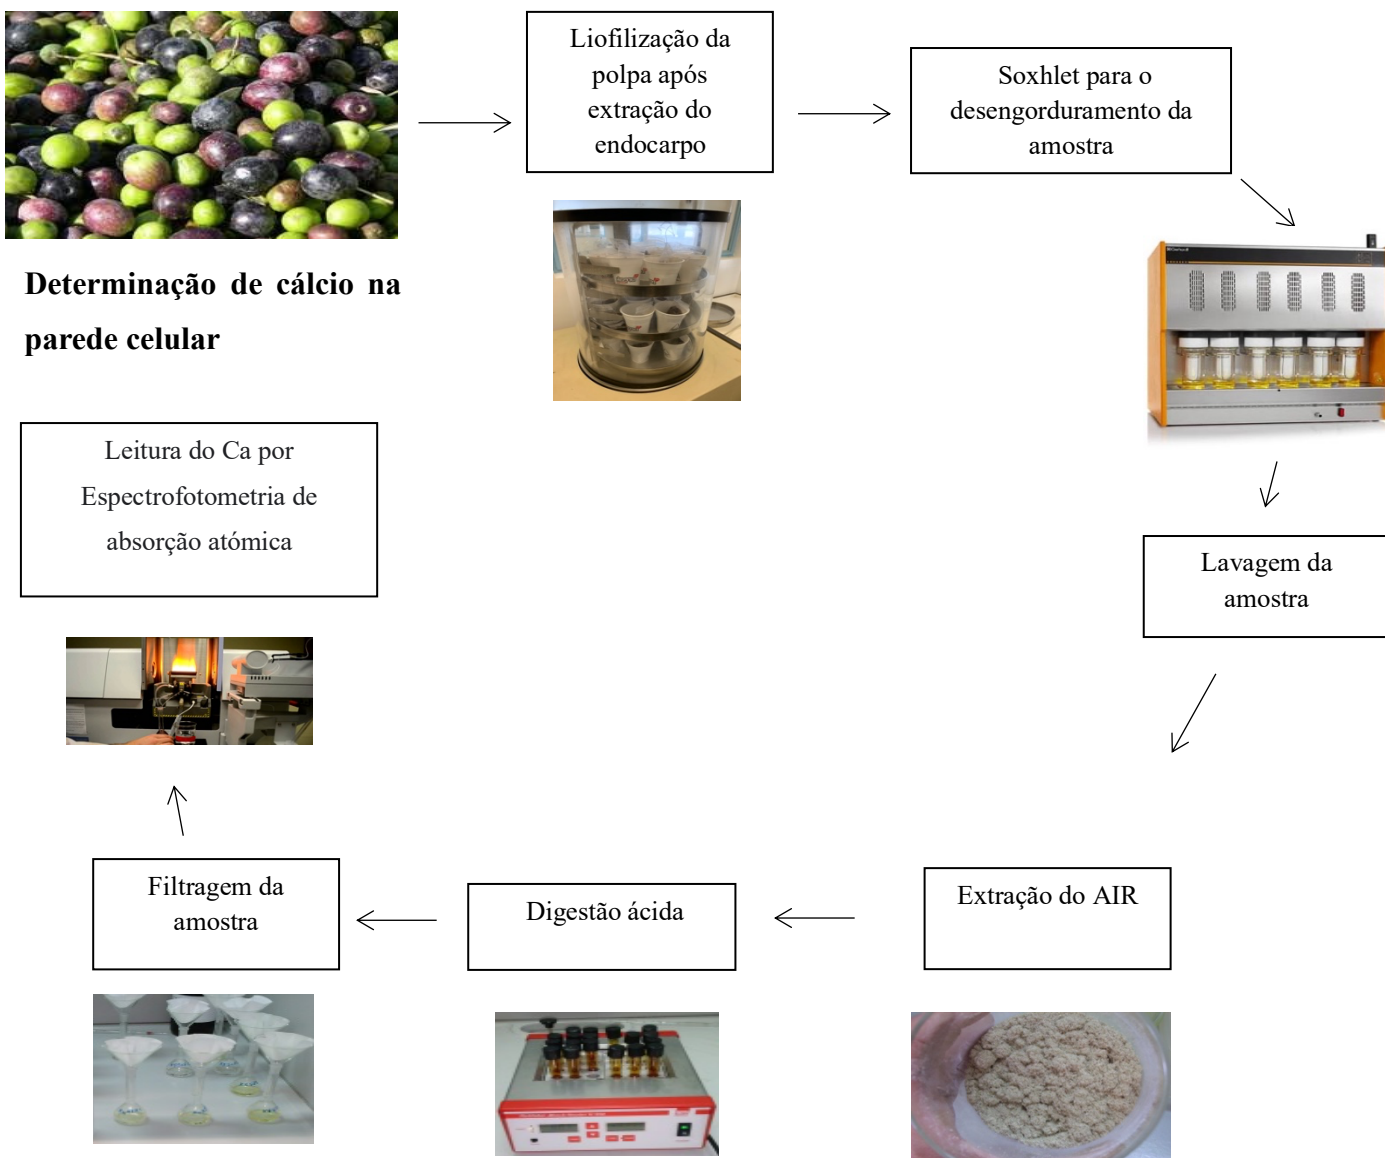 Liofilização da
polpa após
extração do
endocarpo
Soxhlet para o
desengorduramento da
amostra
Determinação de cálcio na
parede celular
Leitura do Ca por
Espectrofotometria de
absorção atómica
Lavagem da
amostra
Filtragem da
amostra
Digestão ácida
Extração do AIR